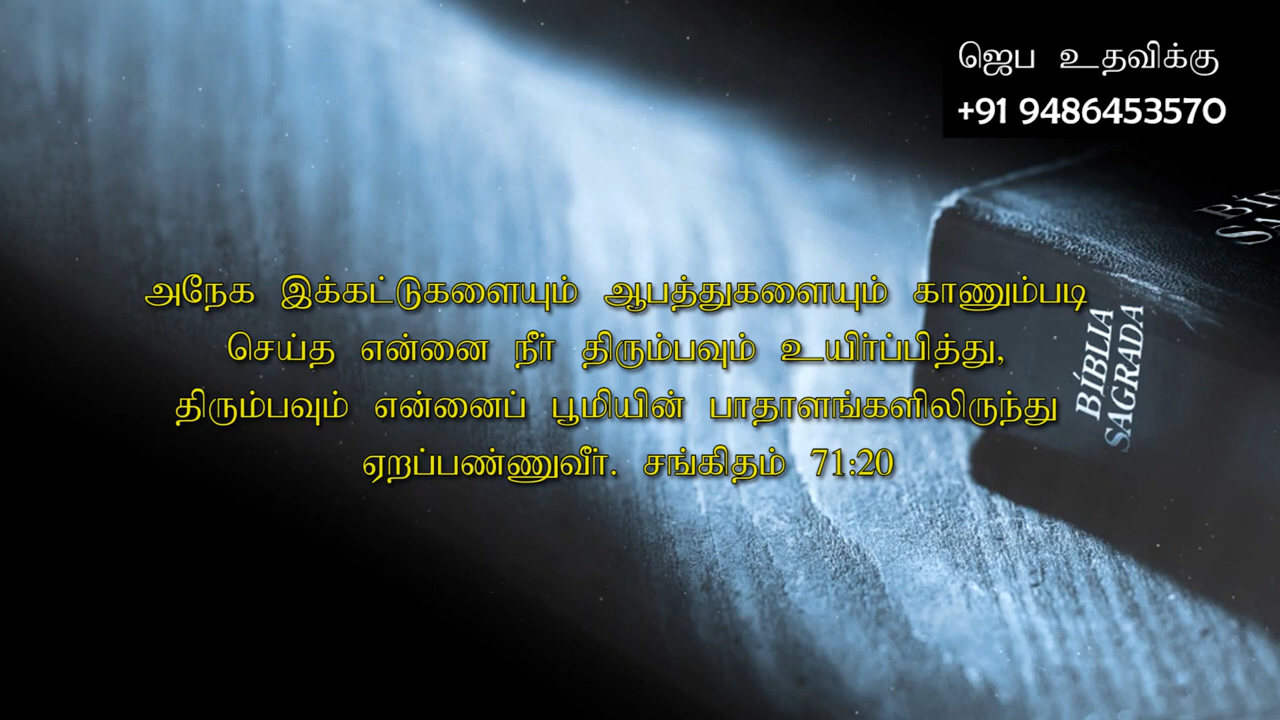 ஜெப உதவிக்கு
+91 9486453570
அநேக இக்கட்டுகளையும் ஆபத்துகளையும் காணும்படி
செய்த என்னை நீர் திரும்பவும் உயிர்ப்பித்து,
திரும்பவும் என்னைப் பூமியின் பாதாளங்களிலிருந்து
ஏறப்பண்ணுவீர். சங்கிதம் 71:20
BÍBLIA
SAGRADA